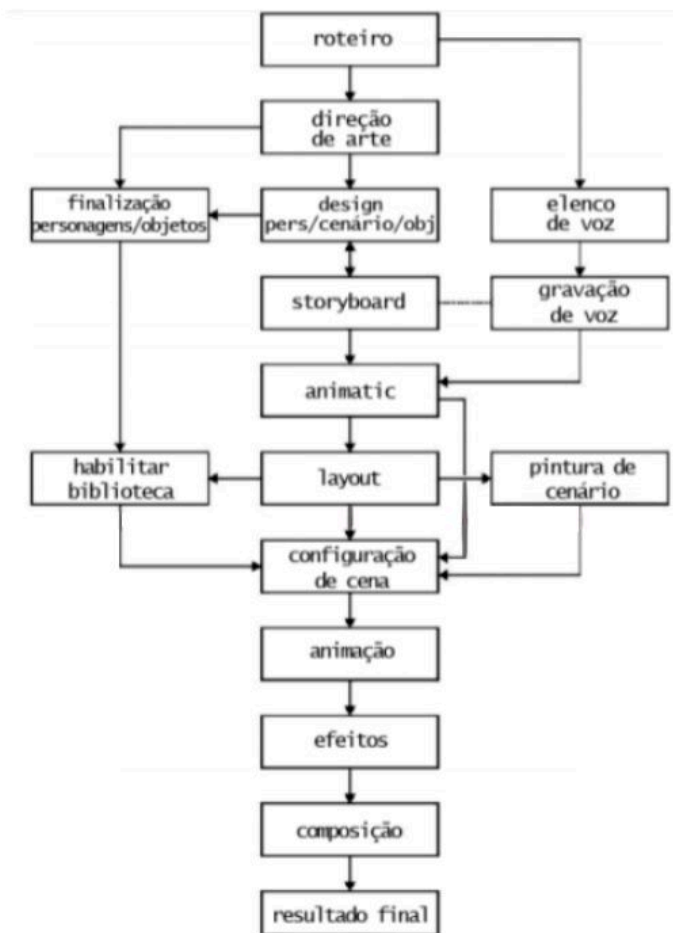 roteiro
direção
de arte
finalização
personagens/objetos
design
pers/cenário/obj
elenco
de voz
storyboard
gravação
de voz
animatic
habilitar
biblioteca
layout
pintura de
cenário
configuração
de cena
animação
efeitos
composição
resultado final